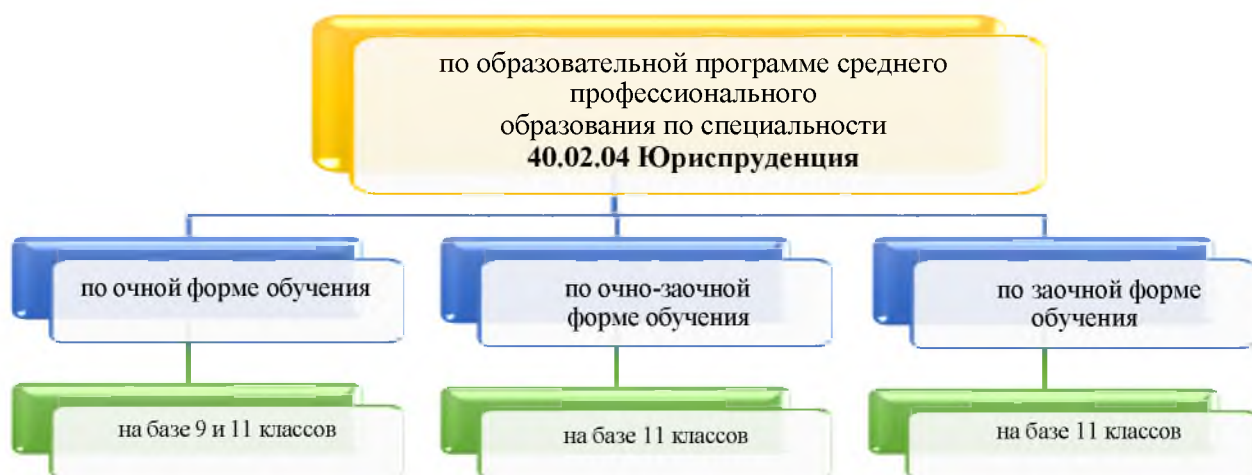 по образовательной программе среднего
профессионального
образования по специальности
40.02.04 Юриспруденция
по очной форме обучения
по очно-заочной
форме обучения
по заочной форме
обучения
на базе 9 и 11 классов
на базе 11 классов
на базе 11 классов